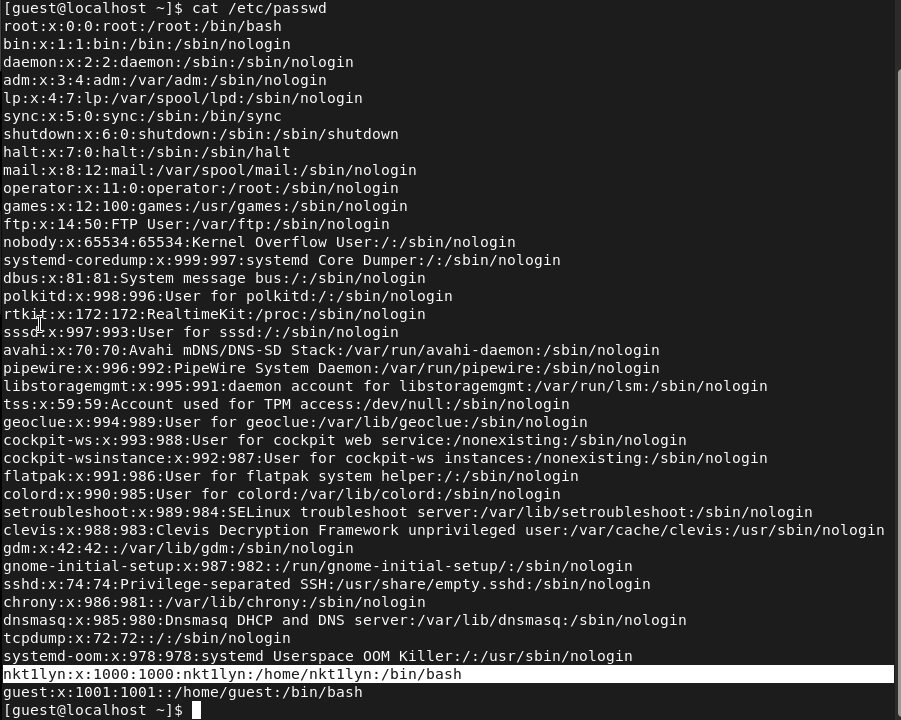 [guest@localhost ~]$ cat /etc/passwd
root:x:0:0:root:/root:/bin/bash
bin:x:1:1:bin:/bin:/sbin/nologin
daemon:x:2:2:daemon:/sbin:/sbin/nologin
adm:x:3:4:adm:/var/adm:/sbin/nologin
lp:x:4:7:lp:/var/spool/lpd:/sbin/nologin
sync:x:5:0:sync:/sbin:/bin/sync
shutdown:x:6:0:shutdown:/sbin:/sbin/shutdown
halt:x:7:0:halt:/sbin:/sbin/halt
mail:x:8:12:mail:/var/spool/mail:/sbin/nologin
operator:x:11:0:operator:/root:/sbin/nologin
games:x:12:100:games:/usr/games:/sbin/nologin
ftp:x:14:50:FTP User:/var/ftp:/sbin/nologin
nobody:x:65534:65534:Kernel Overflow User:/:/sbin/nologin
systemd-coredump:x:999:997:systemd Core Dumper:/:/sbin/nologin
dbus:x:81:81:System message bus:/:/sbin/nologin
polkitd:x:998:996:User for polkitd:/:/sbin/nologin
rtkit:x:172:172:RealtimeKit:/proc:/sbin/nologin
sssd:x:997:993:User for sssd:/:/sbin/nologin
avahi:x:70:70:Avahi mDNS/DNS-SD Stack:/var/run/avahi-daemon:/sbin/nologin
pipewire:x:996:992:PipeWire System Daemon:/var/run/pipewire:/sbin/nologin
libstoragemgmt:x:995:991:daemon account for libstoragemgmt:/var/run/lsm:/sbin/nologin
tss:x:59:59:Account used for TPM access:/dev/null:/sbin/nologin
geoclue:x:994:989:User for geoclue:/var/lib/geoclue:/sbin/nologin
cockpit-ws:x:993:988:User for cockpit web service:/nonexisting:/sbin/nologin
cockpit-wsinstance:x:992:987:User for cockpit-ws instances:/nonexisting:/sbin/nologin
flatpak:x:991:986:User for flatpak system helper:/:/sbin/nologin
colord:x:990:985:User for colord:/var/lib/colord:/sbin/nologin
setroubleshoot:x:989:984:SELinux troubleshoot server:/var/lib/setroubleshoot:/sbin/nologin
clevis:x:988:983:Clevis Decryption Framework unprivileged user:/var/cache/clevis:/usr/sbin/nologin
gdm:x:42:42::/var/lib/gdm:/sbin/nologin
gnome-initial-setup:x:987:982::/run/gnome-initial-setup/:/sbin/nologin
sshd:x:74:74:Privilege-separated SSH:/usr/share/empty.sshd:/sbin/nologin
chrony:x:986:981::/var/lib/chrony:/sbin/nologin
dnsmasq:x:985:980:Dnsmasq DHCP and DNS server:/var/lib/dnsmasq:/sbin/nologin
tcpdump:x:72:72::/:/sbin/nologin
systemd-oom:x:978:978:systemd Userspace OOM Killer:/:/usr/sbin/nologin
nkt1lyn:x:1000:1000:nkt1lyn:/home/nkt1lyn:/bin/bash
guest:x:1001:1001::/home/guest:/bin/bash
[guest@localhost ~]$